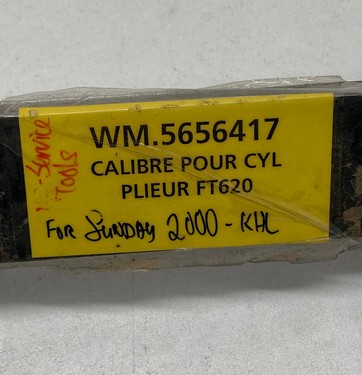 WM.5656417
CALIBRE POUR CYL
PLIEUR FT620
FOR SUNDAY 2000 - KHL
Service
Tools